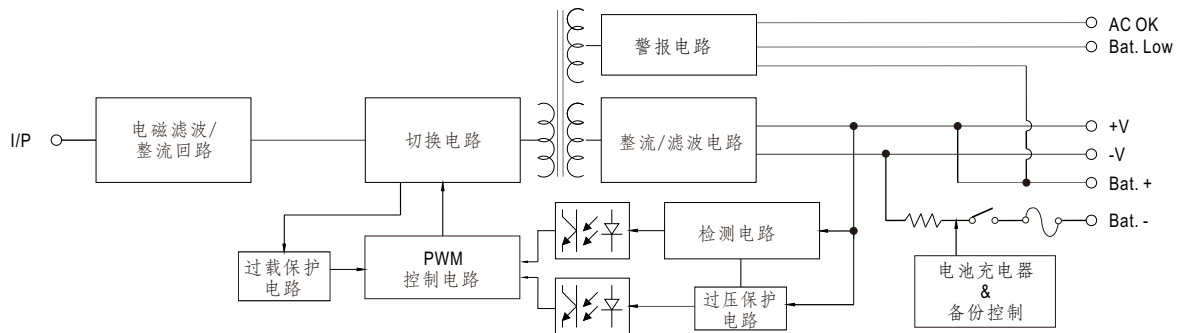 警报电路
AC OK
Bat. Low
I/P
电磁滤波/
整流回路
切换电路
整流/滤波电路
+V
-V
Bat. +
Bat. -
过载保护
电路
PWM
控制电路
检测电路
过压保护
电路
电池充电器
&
备份控制